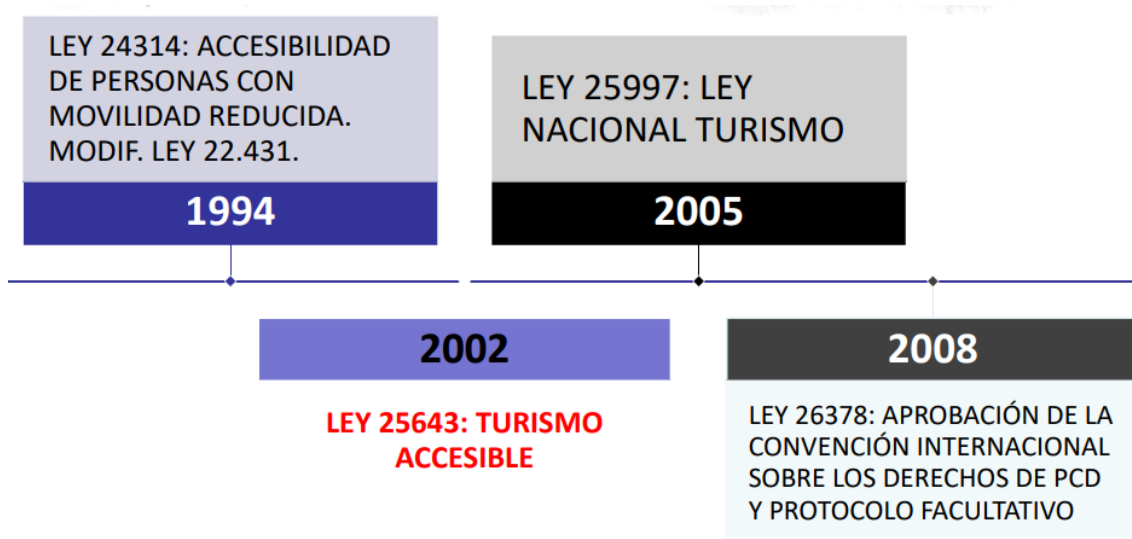 LEY 24314: ACCESIBILIDAD
DE PERSONAS CON
MOVILIDAD REDUCIDA.
MODIF. LEY 22.431.
1994
LEY 25997: LEY
NACIONAL TURISMO
2005
2002
LEY 25643: TURISMO
ACCESIBLE
2008
LEY 26378: APROBACIÓN DE LA
CONVENCIÓN INTERNACIONAL
SOBRE LOS DERECHOS DE PCD
Y PROTOCOLO FACULTATIVO